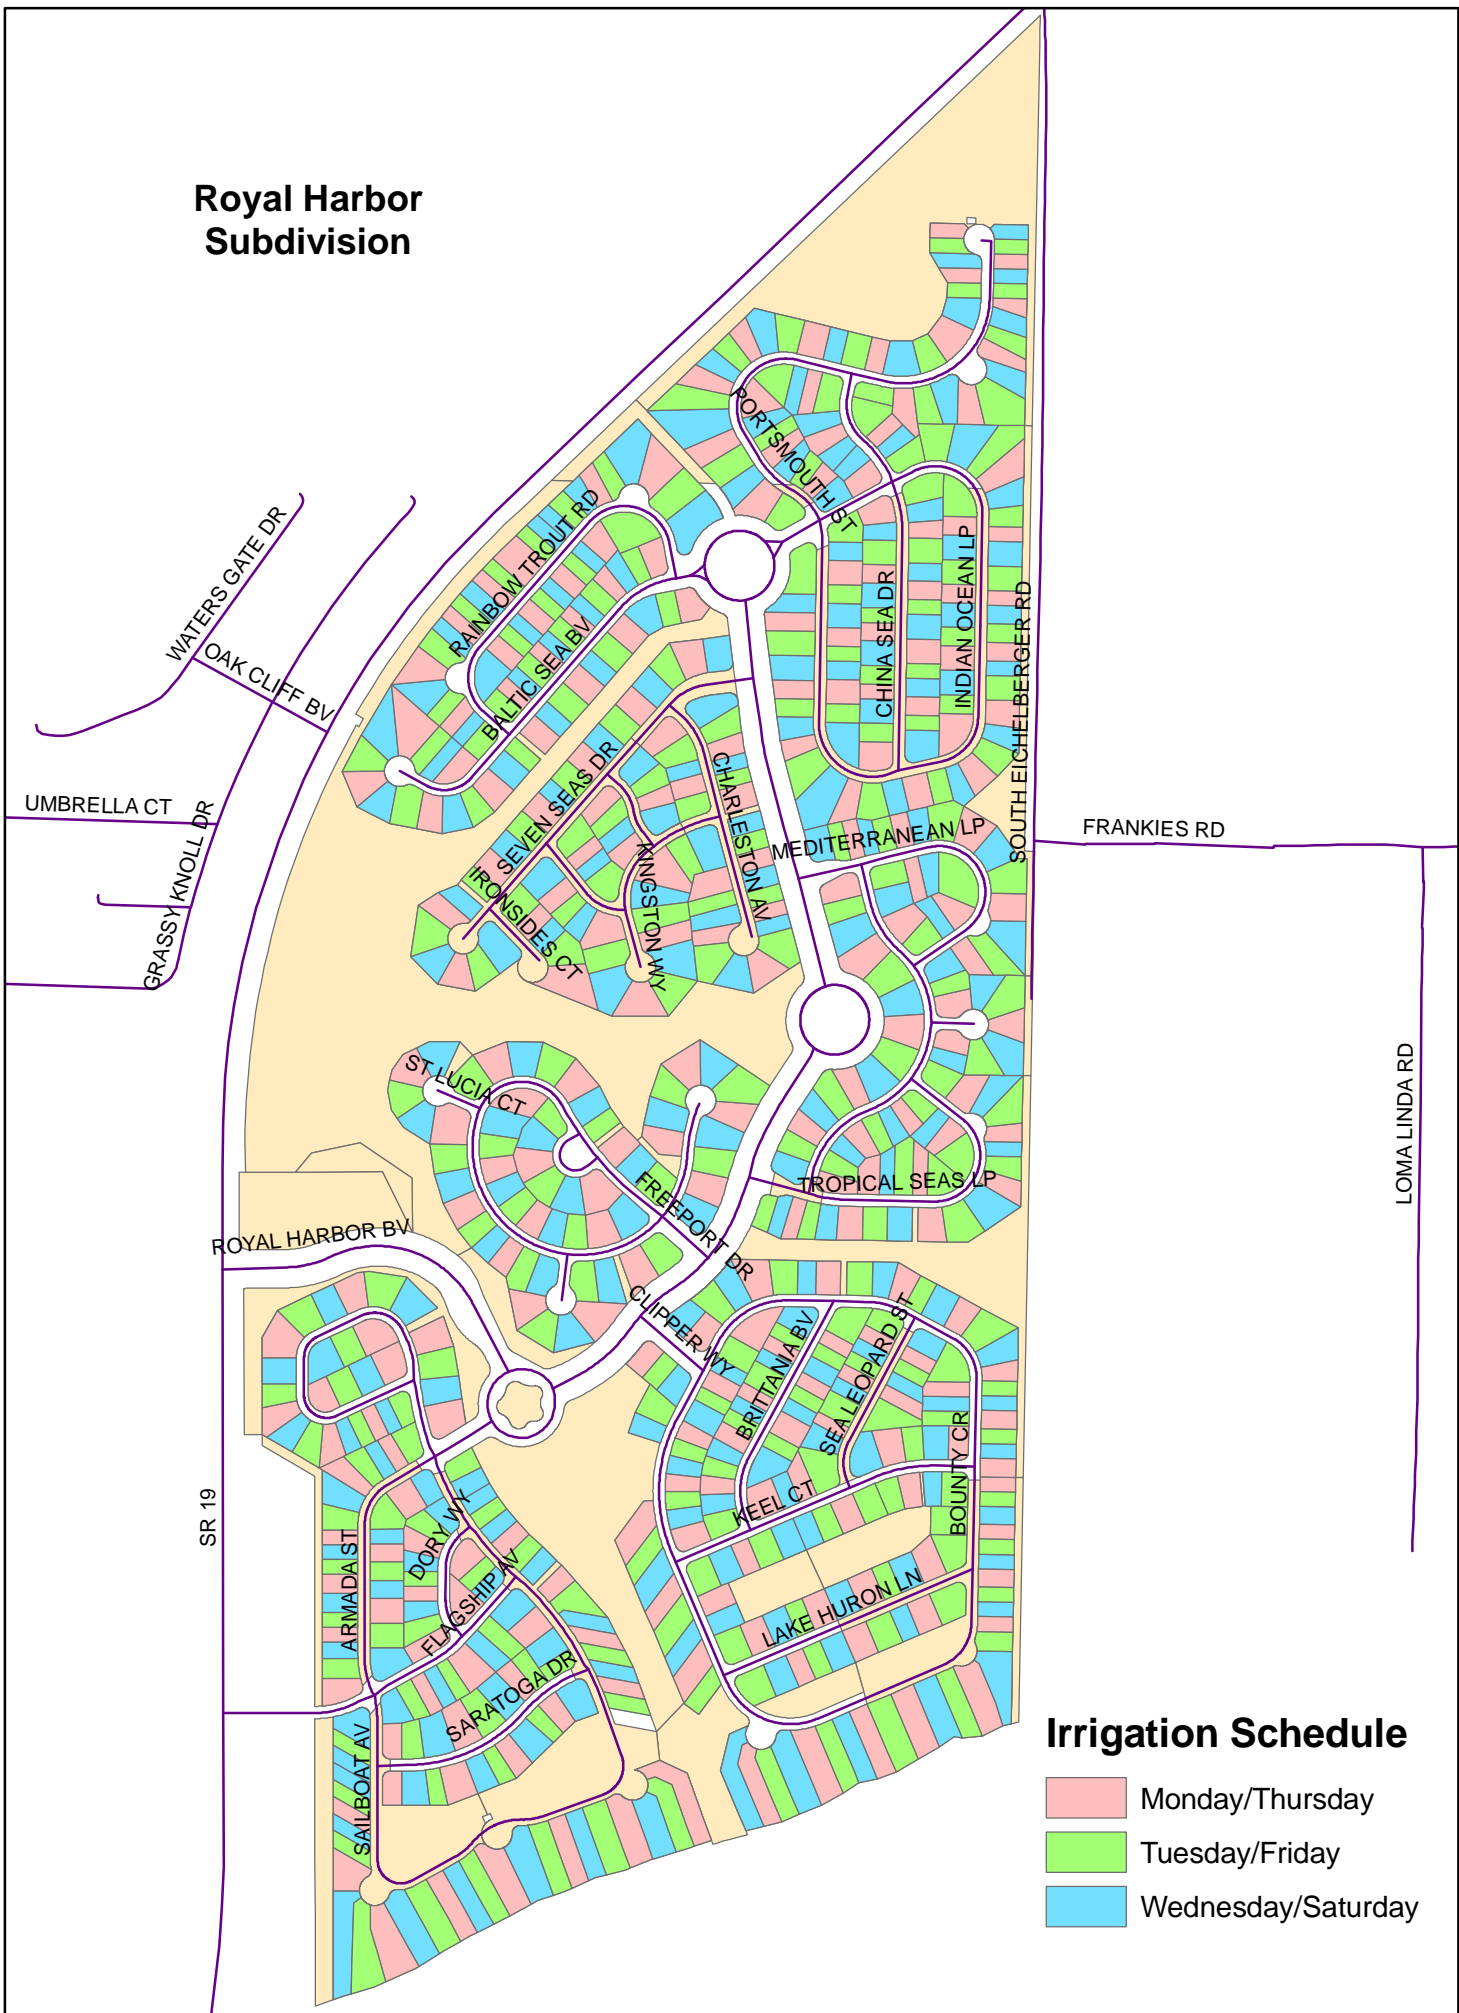 Royal Harbor
Subdivision
PORTSMOUTH ST
RAINBOW TROUT RD
WATERS GATE DR
OAK CLIFF BV
BALTIC SEA BV
CHINA SEA DR
INDIAN OCEAN LP
SOUTH EICHELBERGER RD
SEVEN SEAS DR
CHARLESTON AV
UMBRELLA CT
GRASSY KNOLL DR
MEDITERRANEAN LP
FRANKIES RD
IRONSIDES CT
KINGSTON WY
ST LUCIA CT
LOMA LINDA RD
TROPICAL SEAS LP
FREEPORT DR
ROYAL HARBOR BV
CLIPPER WY
BRITTANIA BV
SEA LEOPARD ST
BOUNTY CR
KEEL CT
SR 19
DORY WY
ARMADA ST
FLAGSHIP AV
LAKE HURON LN
SARATOGA DR
SAILBOAT AV
Irrigation Schedule
Monday/Thursday
Tuesday/Friday
Wednesday/Saturday